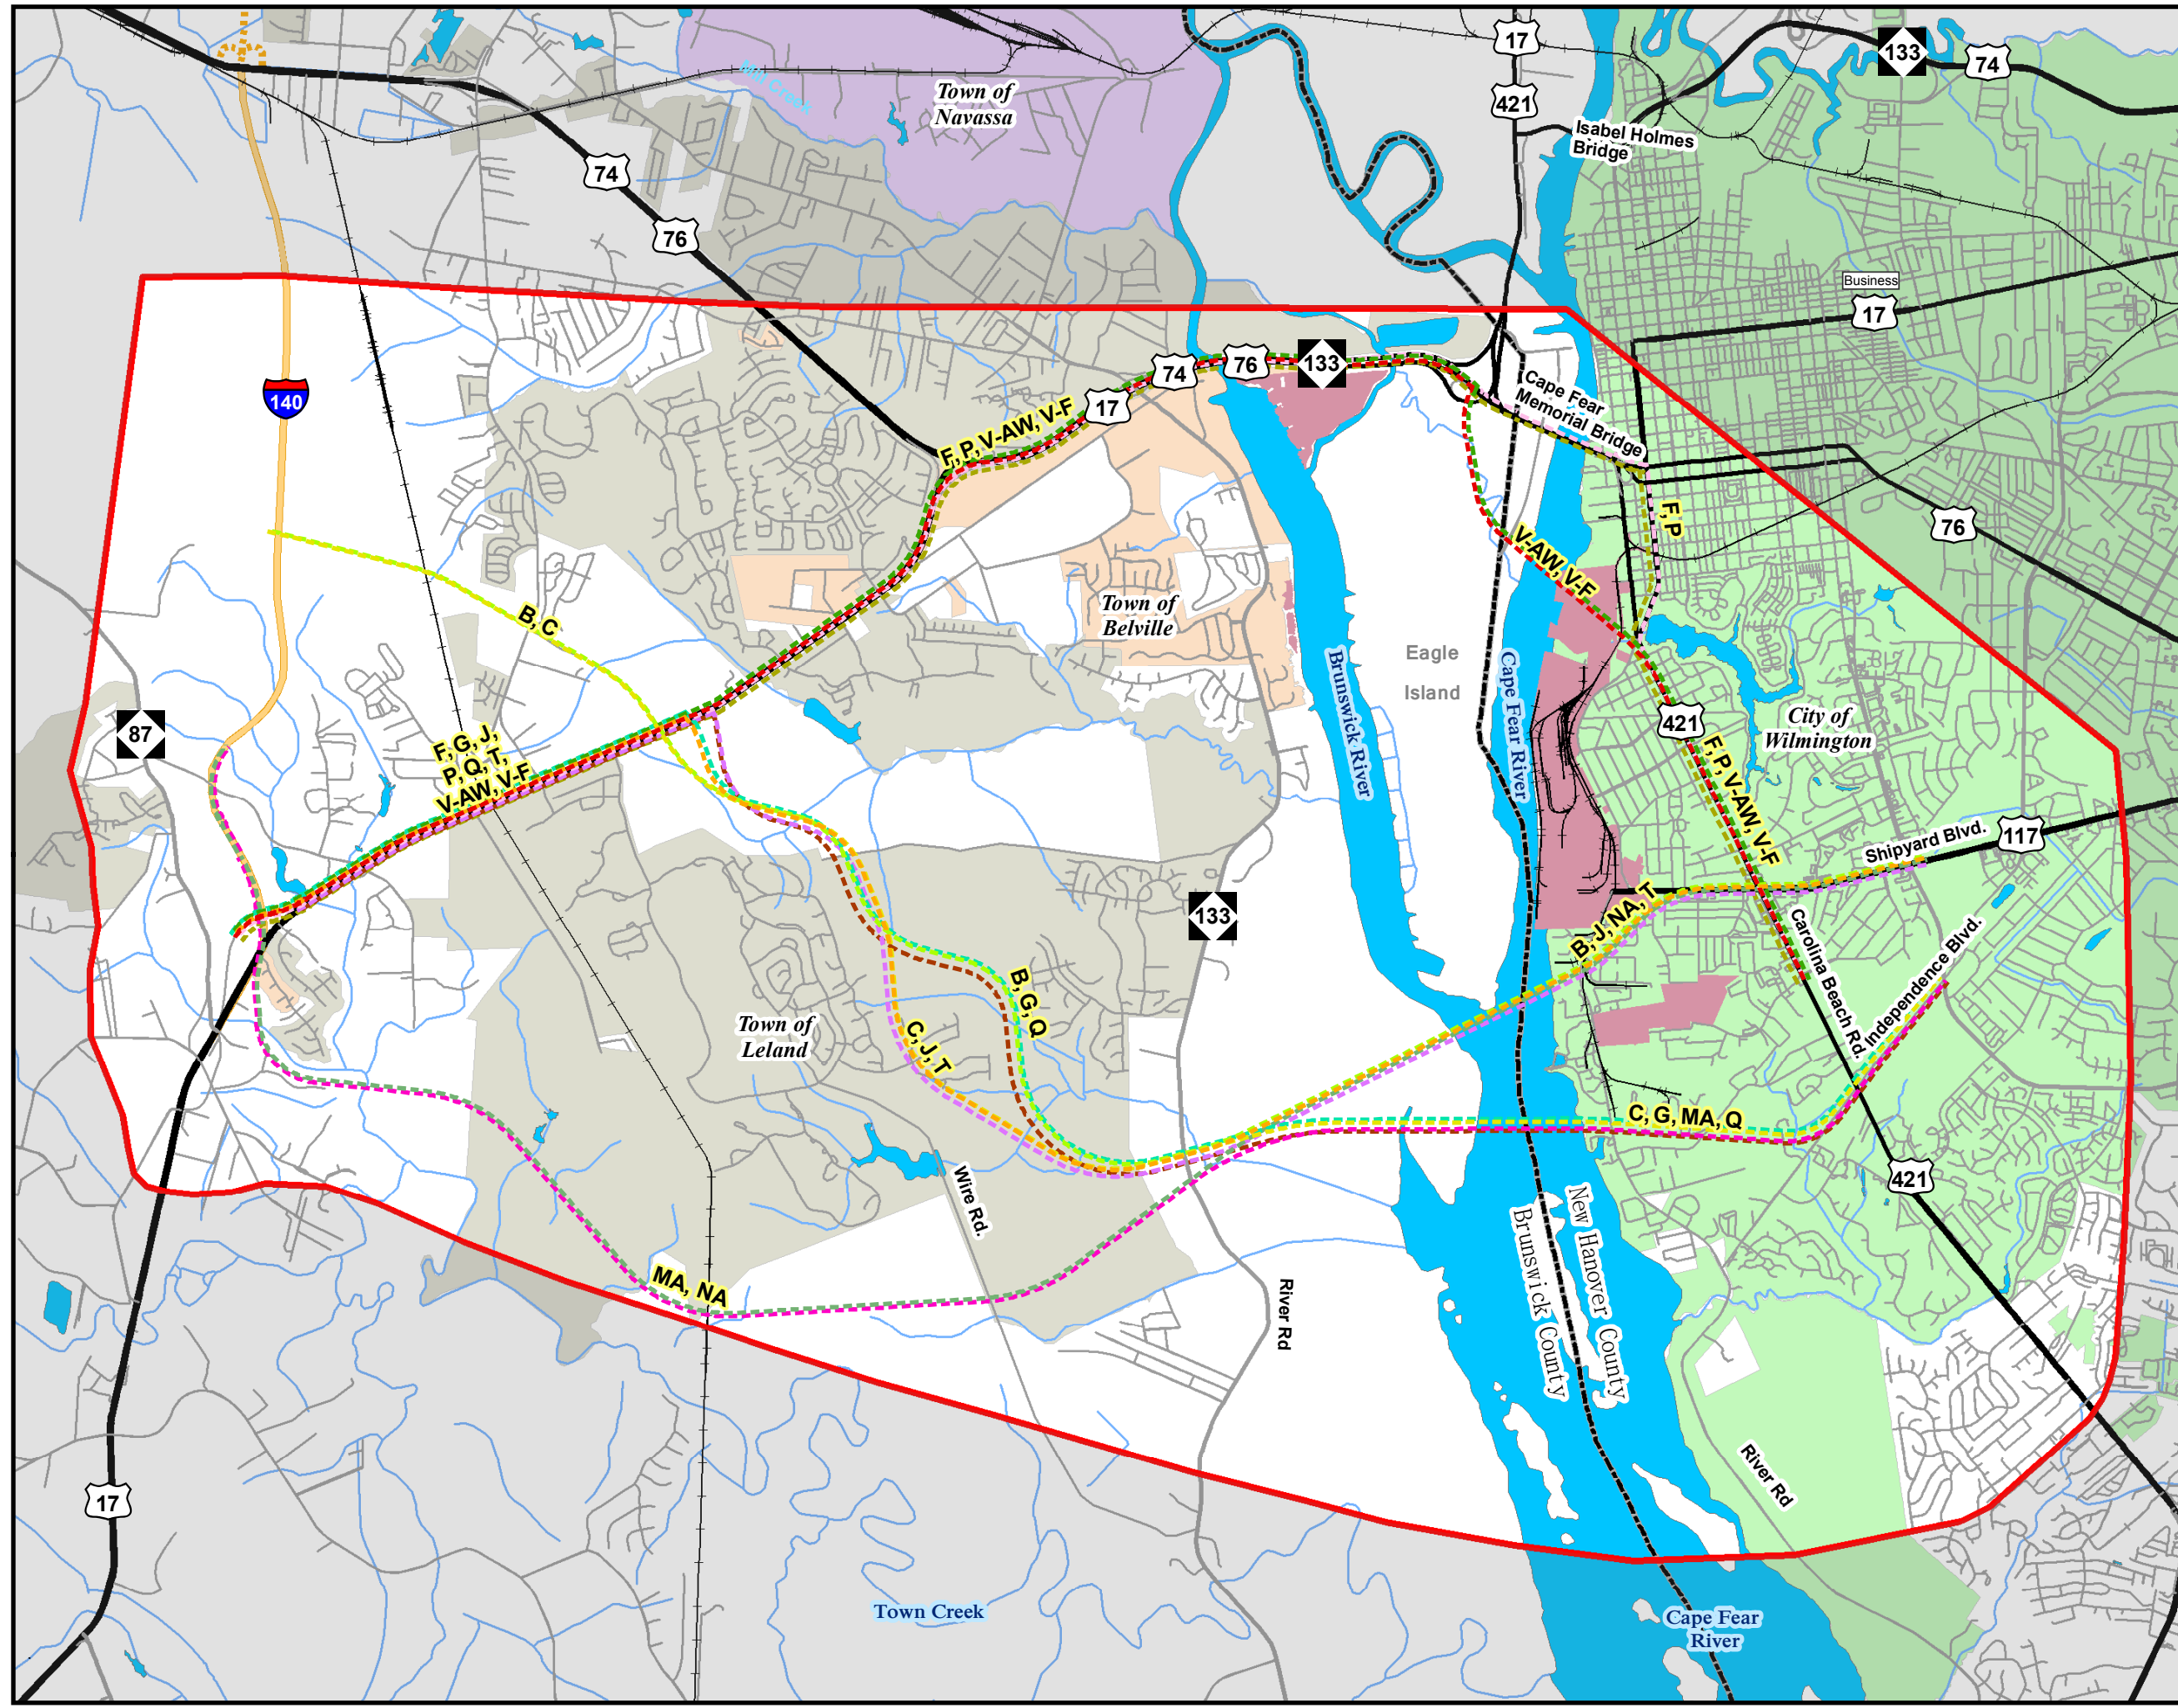 17
133
74
Mill Creek
Town of
Navassa
421
Isabel Holmes
Bridge
74
76
Business
17
140
133
76
74
17
Cape Fear
Memorial Bridge
F, P, V-AW, V-F
F, P
76
V-AW, V-F
B, C
Town of
Belville
Eagle
Island
Brunswick River
Cape Fear River
87
421
City of
Wilmington
F, G, J,
P, Q, T,
V-AW, V-F
F, P, V-AW, V-F
Shipyard Blvd.
117
133
B, J, NA, T
Carolina Beach Rd.
Independence Blvd.
B, G, Q
Town of
Leland
C, J, T
C, G, MA, Q
421
Wire Rd.
New Hanover County
Brunswick County
MA, NA
River Rd
River Rd
17
Town Creek
Cape Fear
River